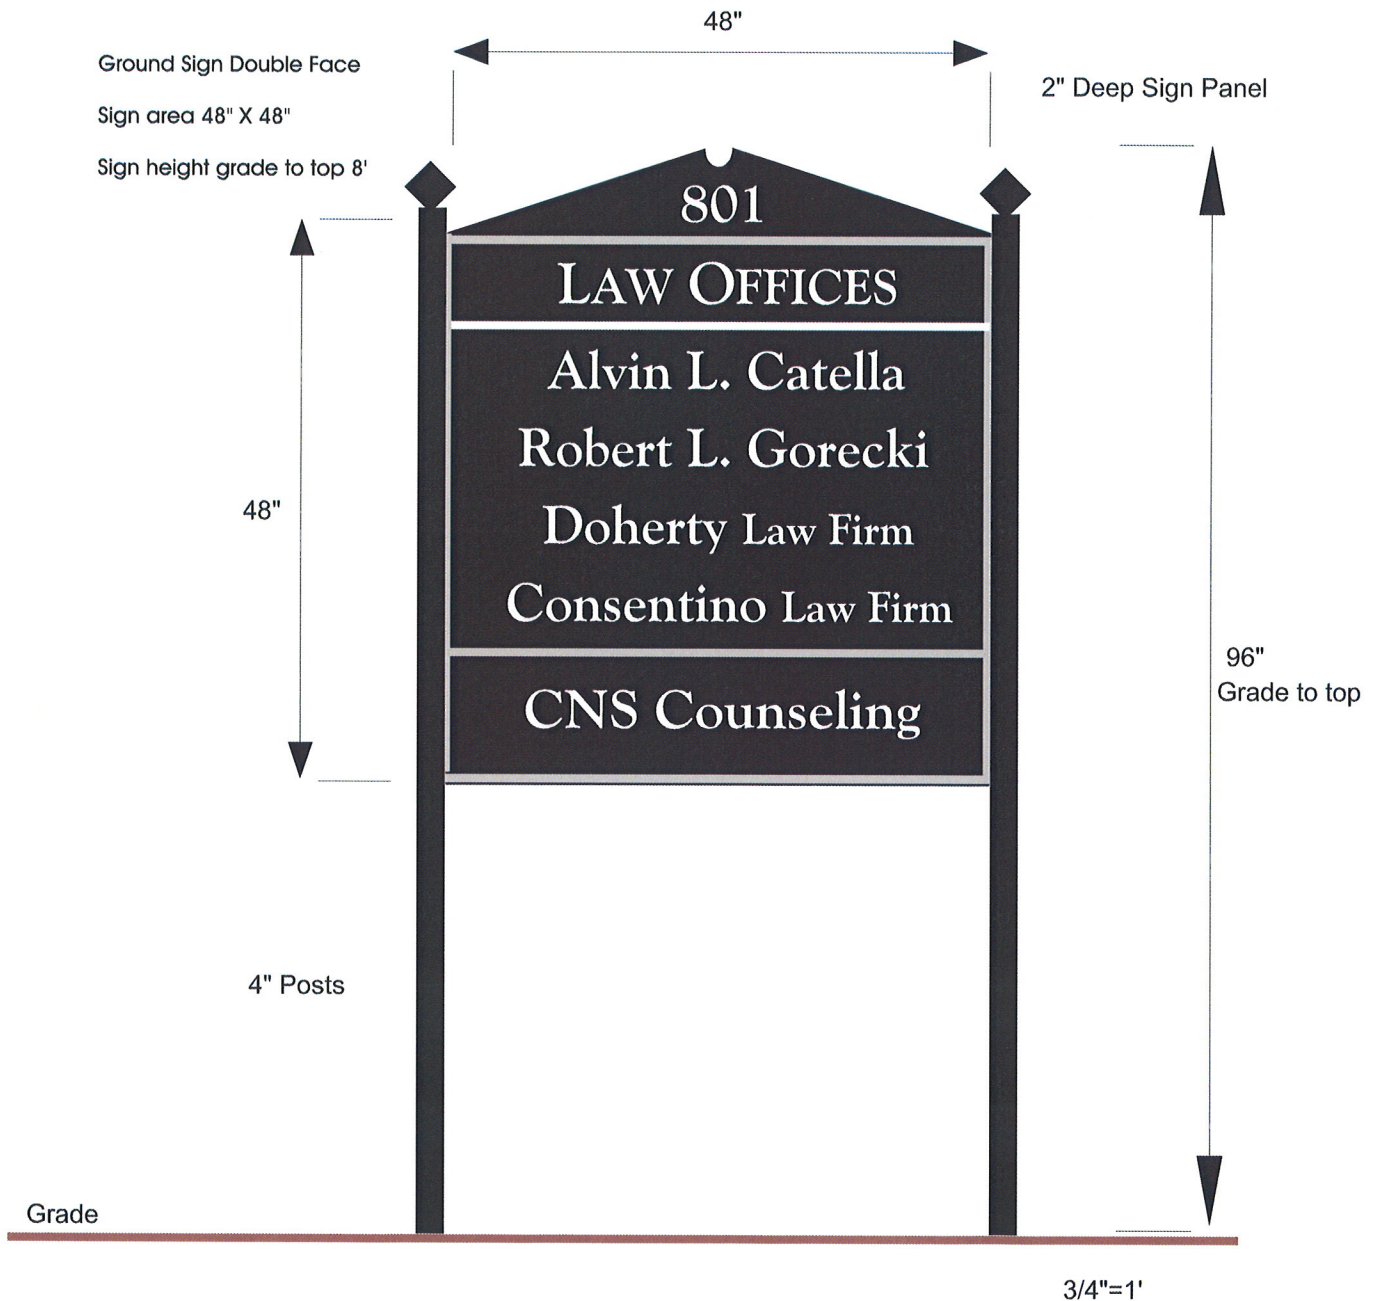 48"
Ground Sign Double Face
2" Deep Sign Panel
Sign area 48" X 48"
Sign height grade to top 8'
801
LAW OFFICES
Alvin L. Catella
Robert L. Gorecki
48"
Doherty Law Firm
Consentino Law Firm
96"
Grade to top
CNS Counseling
4" Posts
Grade
3/4"=1'